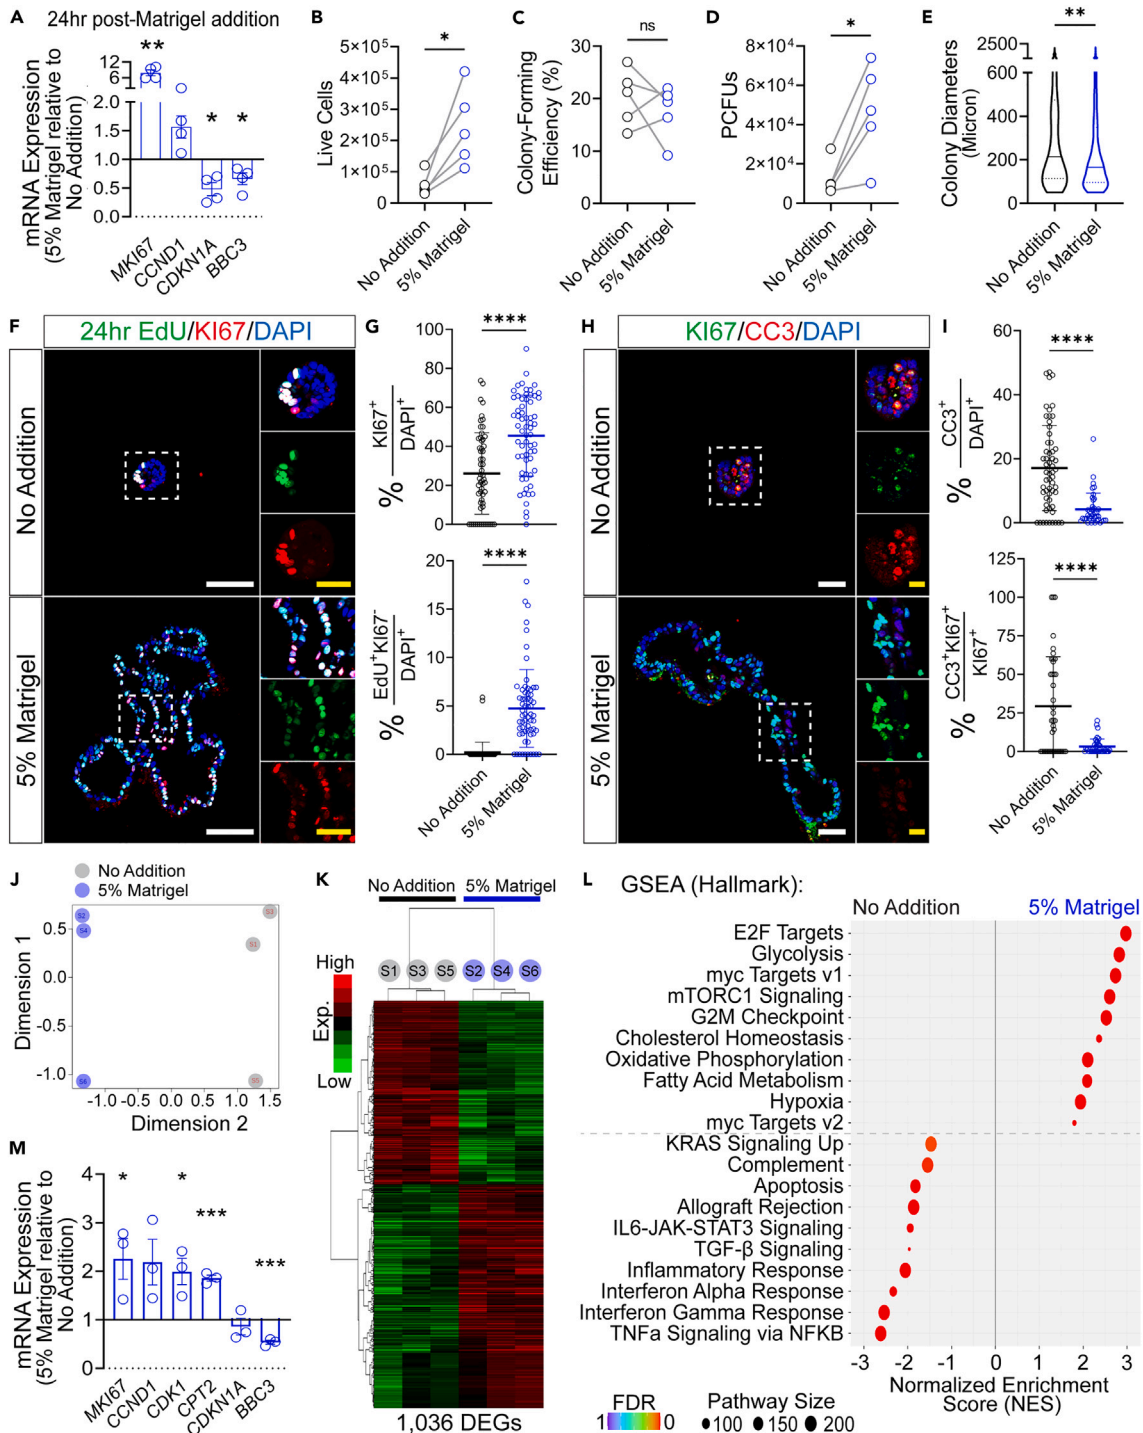 A
24hr post-Matrigel addition
mRNA Expression
(5% Matrigel relative to
No Addition)
**
* *
12
6
2.0
1.5
1
0.5
0.0
MKI67
CCND1
CDKN1A
BBC3
B
*
Live Cells
5×10⁵
4×10⁵
3×10⁵
2×10⁵
1×10⁵
0
No Addition
5% Matrigel
C
ns
Colony-Forming
Efficiency (%)
30
20
10
0
No Addition
5% Matrigel
D
*
PCFUs
8×10⁴
6×10⁴
4×10⁴
2×10⁴
0
No Addition
5% Matrigel
E
**
Colony Diameters
(Micron)
2500
600
400
200
0
No Addition
5% Matrigel
F
24hr EdU/KI67/DAPI
No Addition
5% Matrigel
G
****
% KI67⁺
DAPI⁺
100
80
60
40
20
0
****
% EdU⁺KI67⁻
DAPI⁺
20
15
10
5
0
No Addition
5% Matrigel
H
KI67/CC3/DAPI
No Addition
5% Matrigel
I
****
% CC3⁺
DAPI⁺
60
40
20
0
****
% CC3⁺KI67⁺
KI67⁺
125
100
75
50
25
0
No Addition
5% Matrigel
J
No Addition
5% Matrigel
Dimension 1
0.5
0.0
-0.5
-1.0
S2
S4
S6
S3
S1
S5
-1.0 -0.5 0.0 0.5 1.0 1.5
Dimension 2
K
No Addition 5% Matrigel
High
Exp.
Low
S1 S3 S5 S2 S4 S6
1,036 DEGs
L
GSEA (Hallmark):
No Addition 5% Matrigel
E2F Targets
Glycolysis
myc Targets v1
mTORC1 Signaling
G2M Checkpoint
Cholesterol Homeostasis
Oxidative Phosphorylation
Fatty Acid Metabolism
Hypoxia
myc Targets v2
KRAS Signaling Up
Complement
Apoptosis
Allograft Rejection
IL6-JAK-STAT3 Signaling
TGF-β Signaling
Inflammatory Response
Interferon Alpha Response
Interferon Gamma Response
TNFa Signaling via NFKB
-3 -2 -1 0 1 2 3
Normalized Enrichment
Score (NES)
FDR
1 0
Pathway Size
100 150 200
M
mRNA Expression
(5% Matrigel relative to
No Addition)
* * *** ***
4
3
2
1
0
MKI67
CCND1
CDK1
CPT2
CDKN1A
BBC3